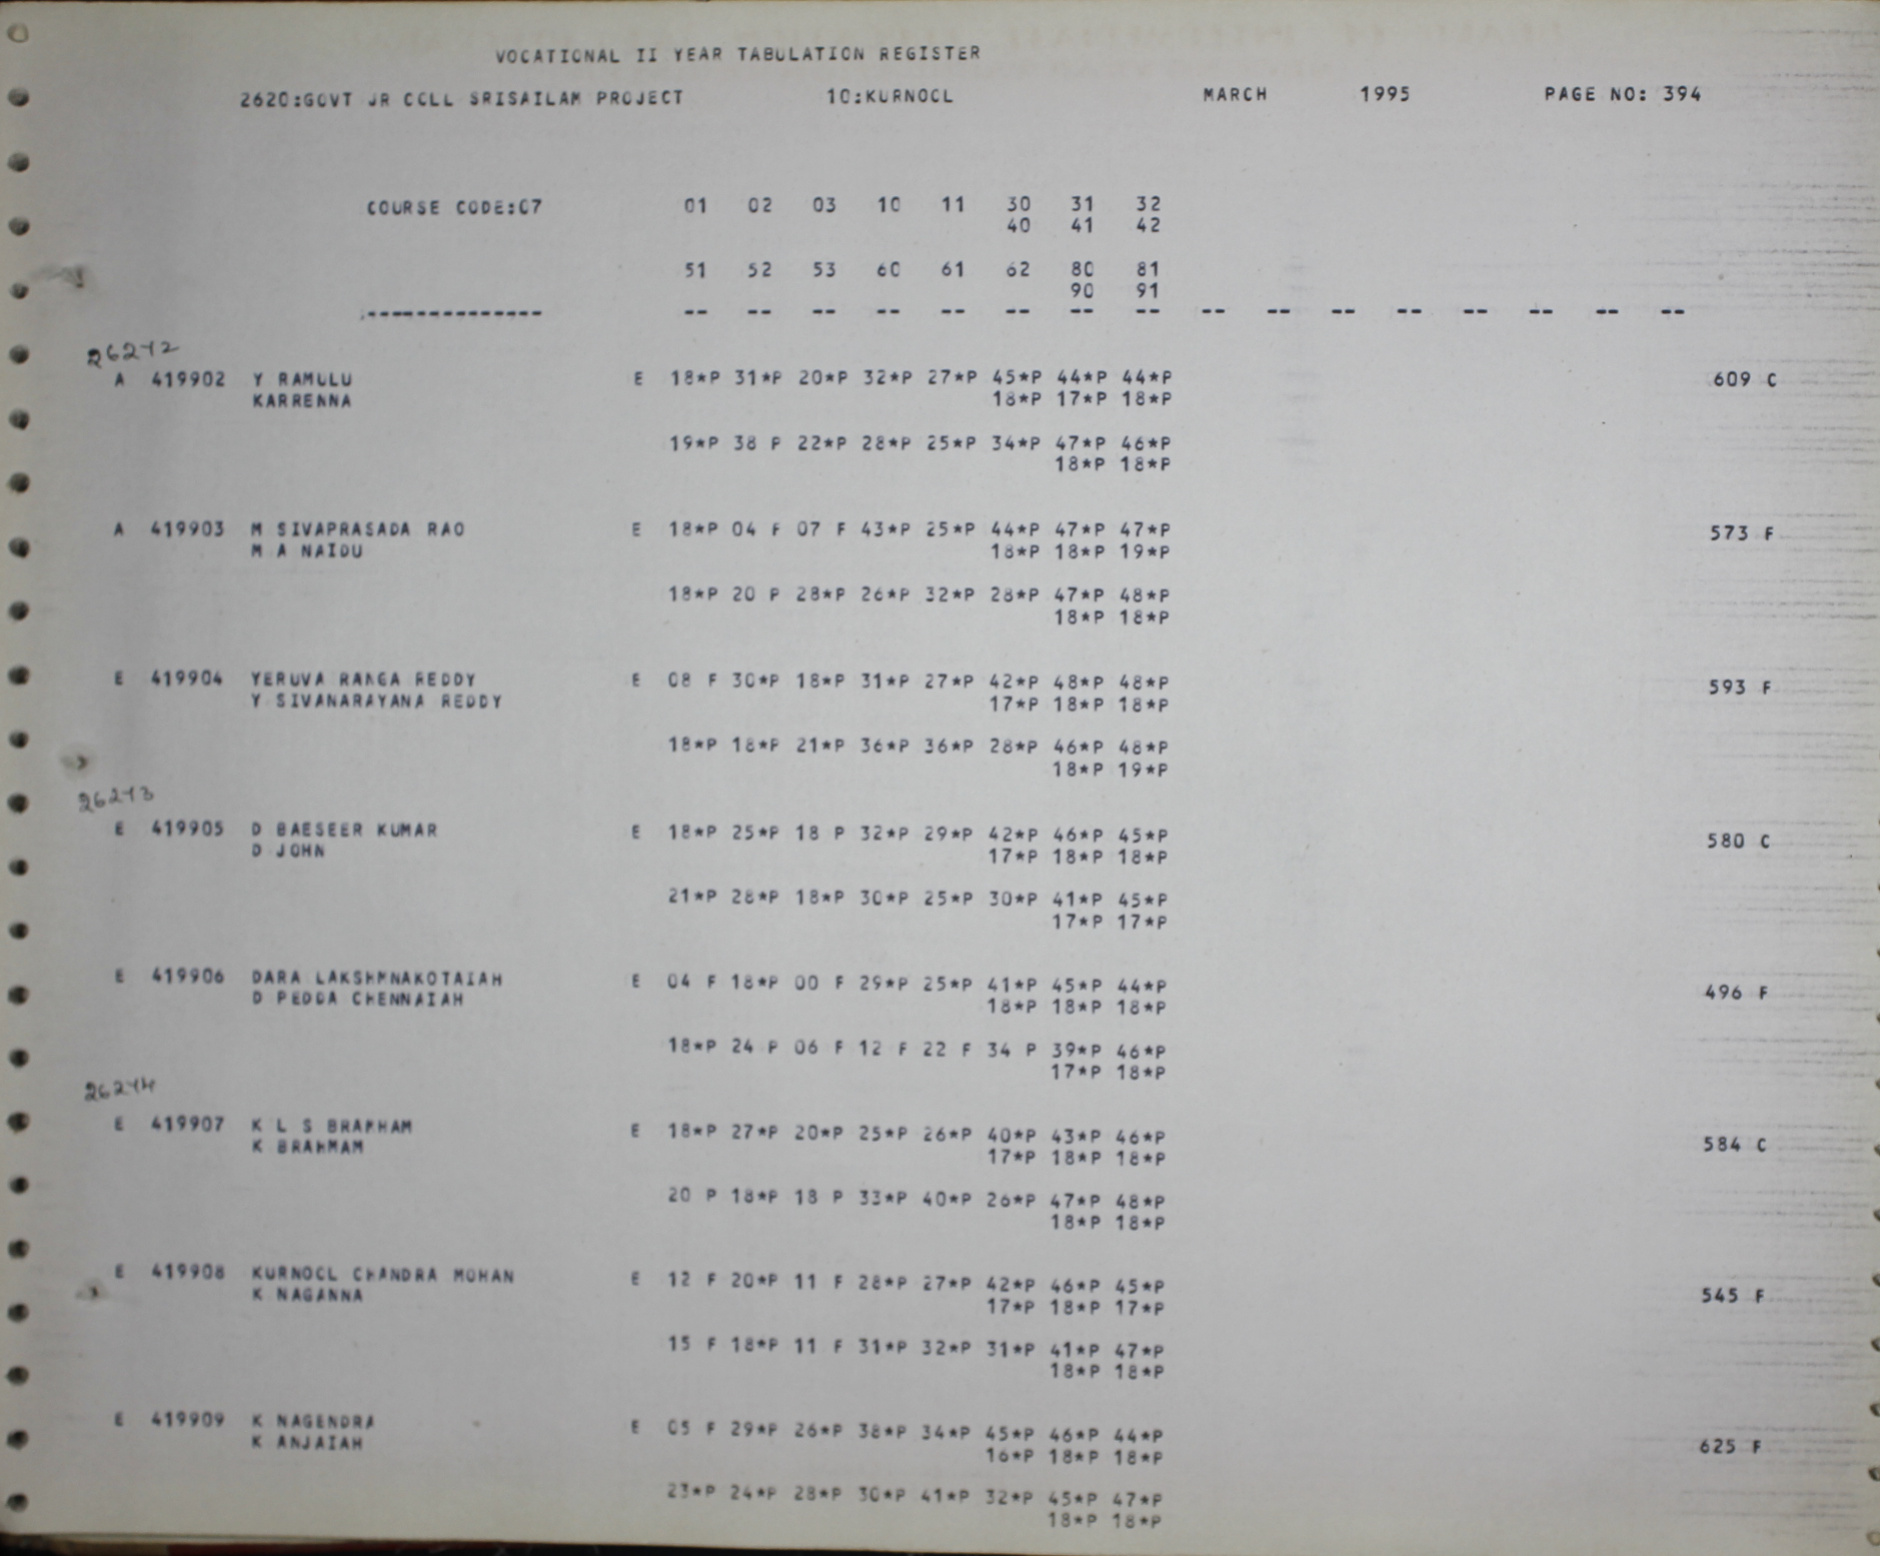 VOCATIONAL II YEAR TABULATION REGISTER
2620:GOVT JR COLL SRISAILAM PROJECT 10:KURNOOL MARCH 1995 PAGE NO: 394
COURSE CODE:07 01 02 03 10 11 30 31 32
40 41 42
51 52 53 60 61 62 80 81
90 91
-------------- -- -- -- -- -- -- -- -- -- -- -- -- -- -- -- --
26272
A 419902 Y RAMULU E 18*P 31*P 20*P 32*P 27*P 45*P 44*P 44*P 609 C
KARRENNA 18*P 17*P 18*P
19*P 38 P 22*P 28*P 25*P 34*P 47*P 46*P
18*P 18*P
A 419903 M SIVAPRASADA RAO E 18*P 04 F 07 F 43*P 25*P 44*P 47*P 47*P 573 F
M A NAIDU 18*P 18*P 19*P
18*P 20 P 28*P 26*P 32*P 28*P 47*P 48*P
18*P 18*P
E 419904 YERUVA RANGA REDDY E 08 F 30*P 18*P 31*P 27*P 42*P 48*P 48*P 593 F
Y SIVANARAYANA REDDY 17*P 18*P 18*P
18*P 18*P 21*P 36*P 36*P 28*P 46*P 48*P
18*P 19*P
26273
E 419905 D BAESEER KUMAR E 18*P 25*P 18 P 32*P 29*P 42*P 46*P 45*P 580 C
D JOHN 17*P 18*P 18*P
21*P 28*P 18*P 30*P 25*P 30*P 41*P 45*P
17*P 17*P
E 419906 DARA LAKSHMNAKOTAIAH E 04 F 18*P 00 F 29*P 25*P 41*P 45*P 44*P 496 F
D PEDDA CHENNAIAH 18*P 18*P 18*P
18*P 24 P 06 F 12 F 22 F 34 P 39*P 46*P
17*P 18*P
26274
E 419907 K L S BRAMHAM E 18*P 27*P 20*P 25*P 26*P 40*P 43*P 46*P 584 C
K BRAHMAM 17*P 18*P 18*P
20 P 18*P 18 P 33*P 40*P 26*P 47*P 48*P
18*P 18*P
E 419908 KURNOOL CHANDRA MOHAN E 12 F 20*P 11 F 28*P 27*P 42*P 46*P 45*P 545 F
K NAGANNA 17*P 18*P 17*P
15 F 18*P 11 F 31*P 32*P 31*P 41*P 47*P
18*P 18*P
E 419909 K NAGENDRA E 05 F 29*P 26*P 38*P 34*P 45*P 46*P 44*P 625 F
K ANJAIAH 16*P 18*P 18*P
23*P 24*P 28*P 30*P 41*P 32*P 45*P 47*P
18*P 18*P